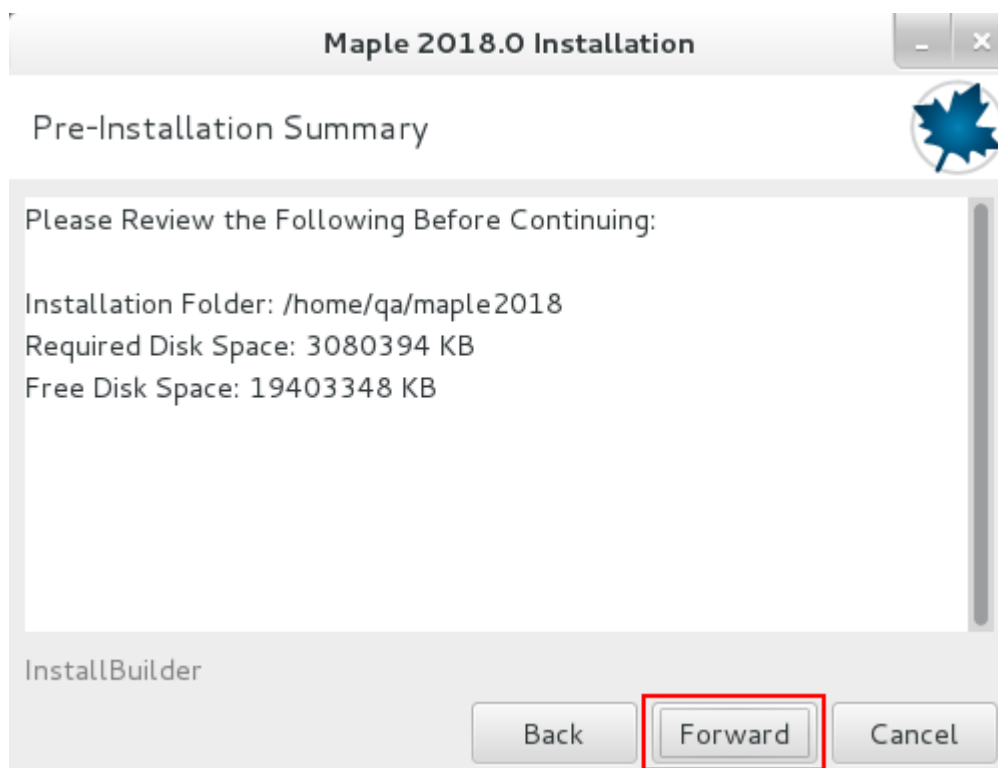 Maple 2018.0 Installation
Pre-Installation Summary
Please Review the Following Before Continuing:
Installation Folder: /home/qa/maple2018
Required Disk Space: 3080394 KB
Free Disk Space: 19403348 KB
InstallBuilder
Back Forward Cancel